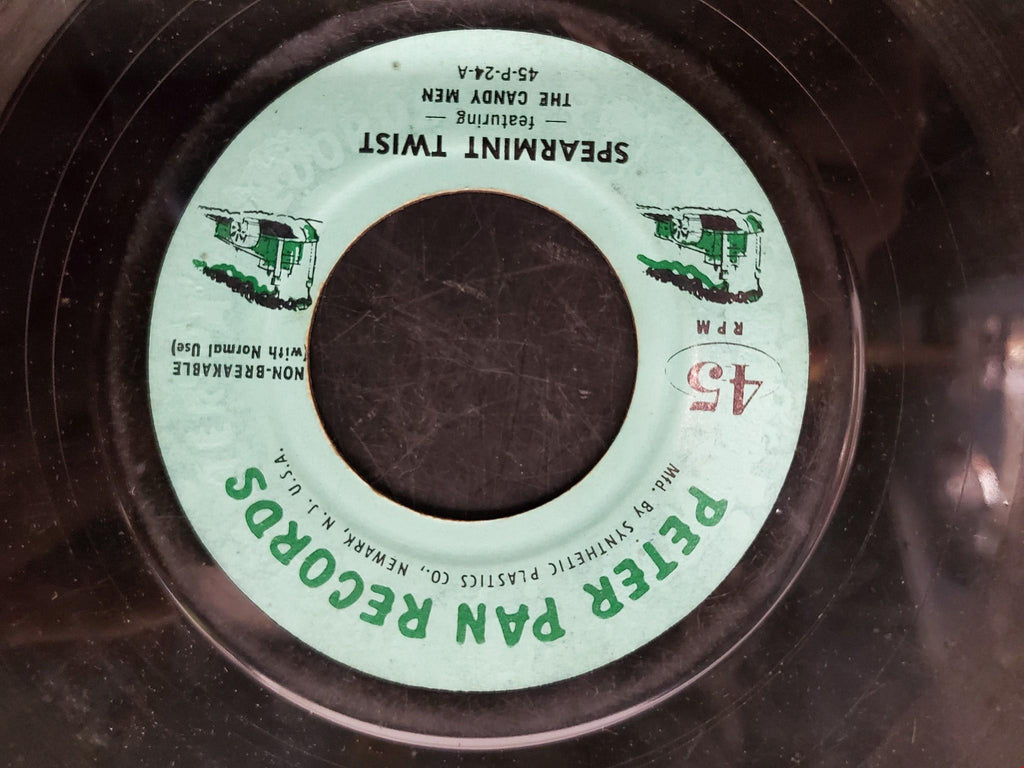 PETER PAN RECORDS
Mfd. By SYNTHETIC PLASTICS CO., NEWARK, N. J. U.S.A.
45
RPM
NON-BREAKABLE
(with Normal Use)
SPEARMINT TWIST
— featuring —
THE CANDY MEN
45-P-24-A